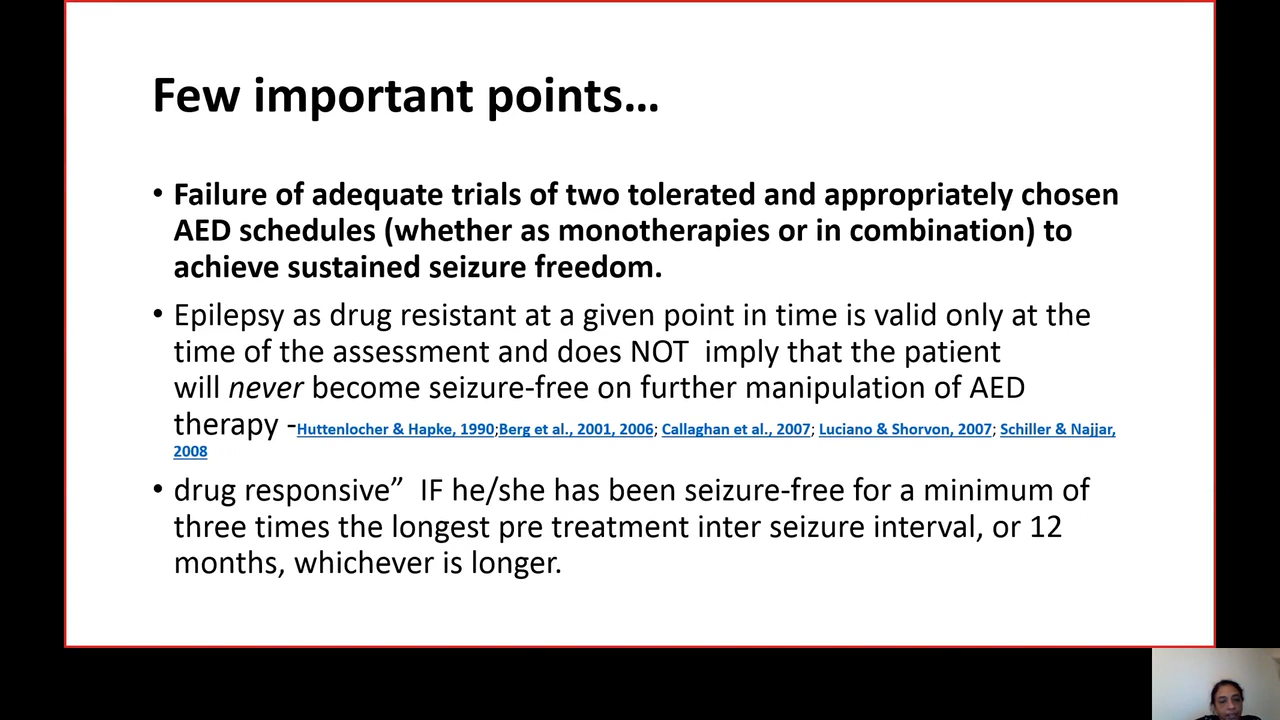 Few important points…
• Failure of adequate trials of two tolerated and appropriately chosen
AED schedules (whether as monotherapies or in combination) to
achieve sustained seizure freedom.
• Epilepsy as drug resistant at a given point in time is valid only at the
time of the assessment and does NOT  imply that the patient
will never become seizure-free on further manipulation of AED
therapy -Huttenlocher & Hapke, 1990;Berg et al., 2001, 2006; Callaghan et al., 2007; Luciano & Shorvon, 2007; Schiller & Najjar,
2008
• drug responsive”  IF he/she has been seizure-free for a minimum of
three times the longest pre treatment inter seizure interval, or 12
months, whichever is longer.